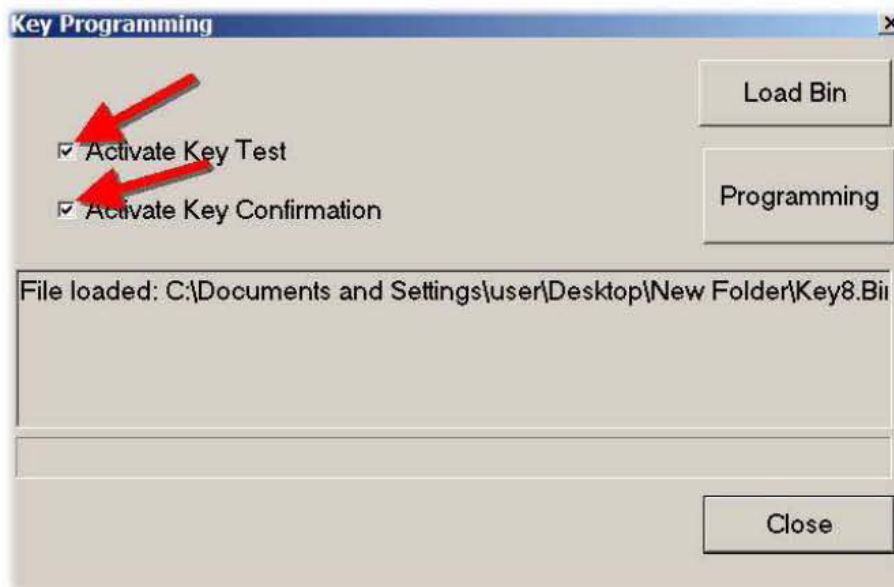 Key Programming
Load Bin
Activate Key Test
Programming
Activate Key Confirmation
File loaded: C:\Documents and Settings\user\Desktop\New Folder\Key8.Bin
Close